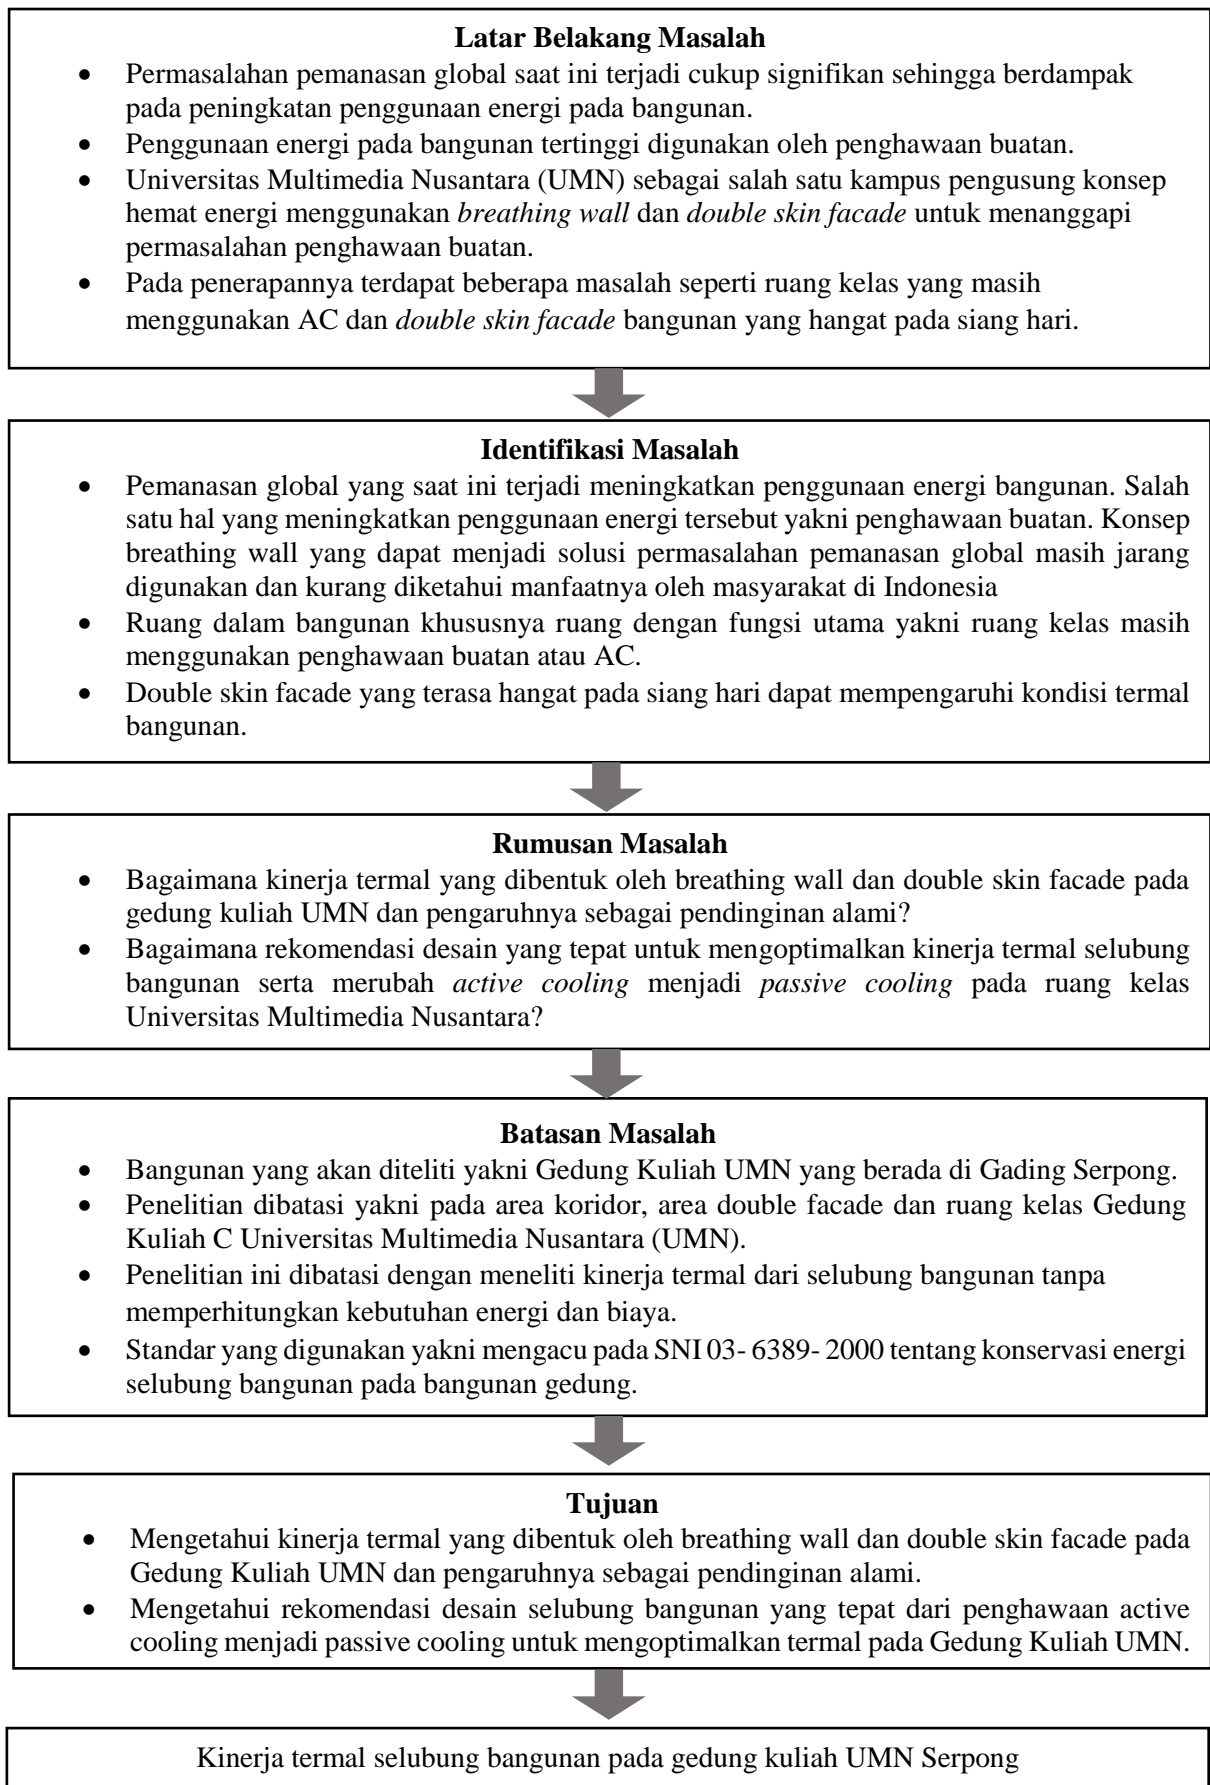 Latar Belakang Masalah
• Permasalahan pemanasan global saat ini terjadi cukup signifikan sehingga berdampak
pada peningkatan penggunaan energi pada bangunan.
• Penggunaan energi pada bangunan tertinggi digunakan oleh penghawaan buatan.
• Universitas Multimedia Nusantara (UMN) sebagai salah satu kampus pengusung konsep
hemat energi menggunakan breathing wall dan double skin facade untuk menanggapi
permasalahan penghawaan buatan.
• Pada penerapannya terdapat beberapa masalah seperti ruang kelas yang masih
menggunakan AC dan double skin facade bangunan yang hangat pada siang hari.
Identifikasi Masalah
• Pemanasan global yang saat ini terjadi meningkatkan penggunaan energi bangunan. Salah
satu hal yang meningkatkan penggunaan energi tersebut yakni penghawaan buatan. Konsep
breathing wall yang dapat menjadi solusi permasalahan pemanasan global masih jarang
digunakan dan kurang diketahui manfaatnya oleh masyarakat di Indonesia
• Ruang dalam bangunan khususnya ruang dengan fungsi utama yakni ruang kelas masih
menggunakan penghawaan buatan atau AC.
• Double skin facade yang terasa hangat pada siang hari dapat mempengaruhi kondisi termal
bangunan.
Rumusan Masalah
• Bagaimana kinerja termal yang dibentuk oleh breathing wall dan double skin facade pada
gedung kuliah UMN dan pengaruhnya sebagai pendinginan alami?
• Bagaimana rekomendasi desain yang tepat untuk mengoptimalkan kinerja termal selubung
bangunan serta merubah active cooling menjadi passive cooling pada ruang kelas
Universitas Multimedia Nusantara?
Batasan Masalah
• Bangunan yang akan diteliti yakni Gedung Kuliah UMN yang berada di Gading Serpong.
• Penelitian dibatasi yakni pada area koridor, area double facade dan ruang kelas Gedung
Kuliah C Universitas Multimedia Nusantara (UMN).
• Penelitian ini dibatasi dengan meneliti kinerja termal dari selubung bangunan tanpa
memperhitungkan kebutuhan energi dan biaya.
• Standar yang digunakan yakni mengacu pada SNI 03- 6389- 2000 tentang konservasi energi
selubung bangunan pada bangunan gedung.
Tujuan
• Mengetahui kinerja termal yang dibentuk oleh breathing wall dan double skin facade pada
Gedung Kuliah UMN dan pengaruhnya sebagai pendinginan alami.
• Mengetahui rekomendasi desain selubung bangunan yang tepat dari penghawaan active
cooling menjadi passive cooling untuk mengoptimalkan termal pada Gedung Kuliah UMN.
Kinerja termal selubung bangunan pada gedung kuliah UMN Serpong